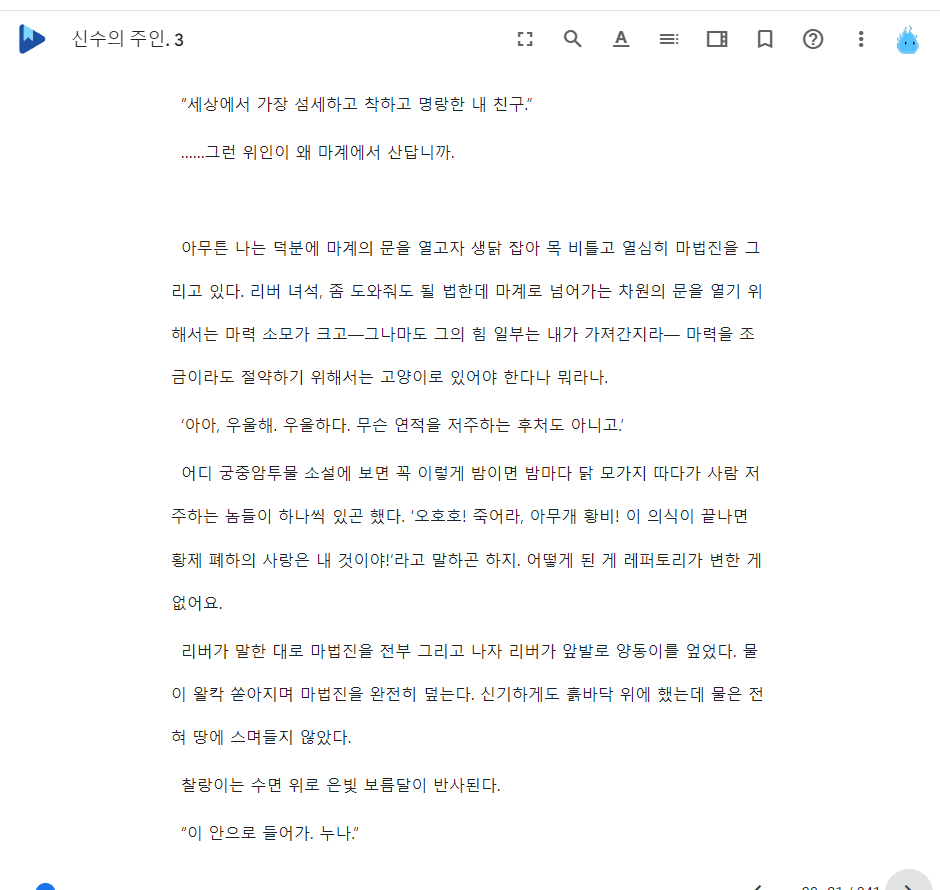 신수의 주인. 3
“세상에서 가장 섬세하고 착하고 명랑한 내 친구.”
……그런 위인이 왜 마계에서 산답니까.
아무튼 나는 덕분에 마계의 문을 열고자 생닭 잡아 목 비틀고 열심히 마법진을 그
리고 있다. 리버 녀석, 좀 도와줘도 될 법한데 마계로 넘어가는 차원의 문을 열기 위
해서는 마력 소모가 크고―그나마도 그의 힘 일부는 내가 가져간지라― 마력을 조
금이라도 절약하기 위해서는 고양이로 있어야 한다나 뭐라나.
‘아아, 우울해. 우울하다. 무슨 연적을 저주하는 후처도 아니고.’
어디 궁중암투물 소설에 보면 꼭 이렇게 밤이면 밤마다 닭 모가지 따다가 사람 저
주하는 놈들이 하나씩 있곤 했다. ‘오호호! 죽어라, 아무개 황비! 이 의식이 끝나면
황제 폐하의 사랑은 내 것이야!’라고 말하곤 하지. 어떻게 된 게 레퍼토리가 변한 게
없어요.
리버가 말한 대로 마법진을 전부 그리고 나자 리버가 앞발로 양동이를 엎었다. 물
이 왈칵 쏟아지며 마법진을 완전히 덮는다. 신기하게도 흙바닥 위에 했는데 물은 전
혀 땅에 스며들지 않았다.
찰랑이는 수면 위로 은빛 보름달이 반사된다.
“이 안으로 들어가. 누나.”